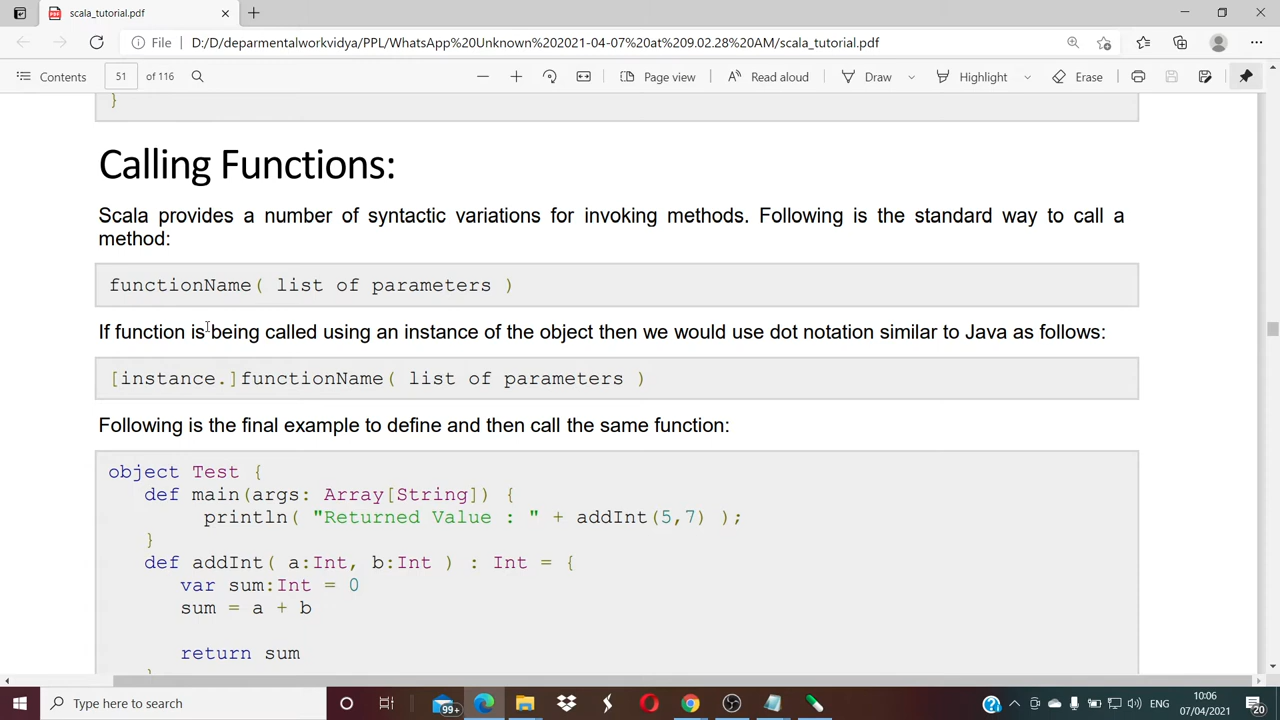 scala_tutorial.pdf
File
D:/D/deparmentalworkvidya/PPL/WhatsApp%20Unknown%202021-04-07%20at%209.02.28%20AM/scala_tutorial.pdf
Contents 51 of 116 Page view Read aloud Draw Highlight Erase
}
Calling Functions:
Scala provides a number of syntactic variations for invoking methods. Following is the standard way to call a
method:
functionName( list of parameters )
If function is being called using an instance of the object then we would use dot notation similar to Java as follows:
[instance.]functionName( list of parameters )
Following is the final example to define and then call the same function:
object Test {
def main(args: Array[String]) {
println( "Returned Value : " + addInt(5,7) );
}
def addInt( a:Int, b:Int ) : Int = {
var sum:Int = 0
sum = a + b
return sum
Type here to search
99+
ENG
10:06
07/04/2021
20